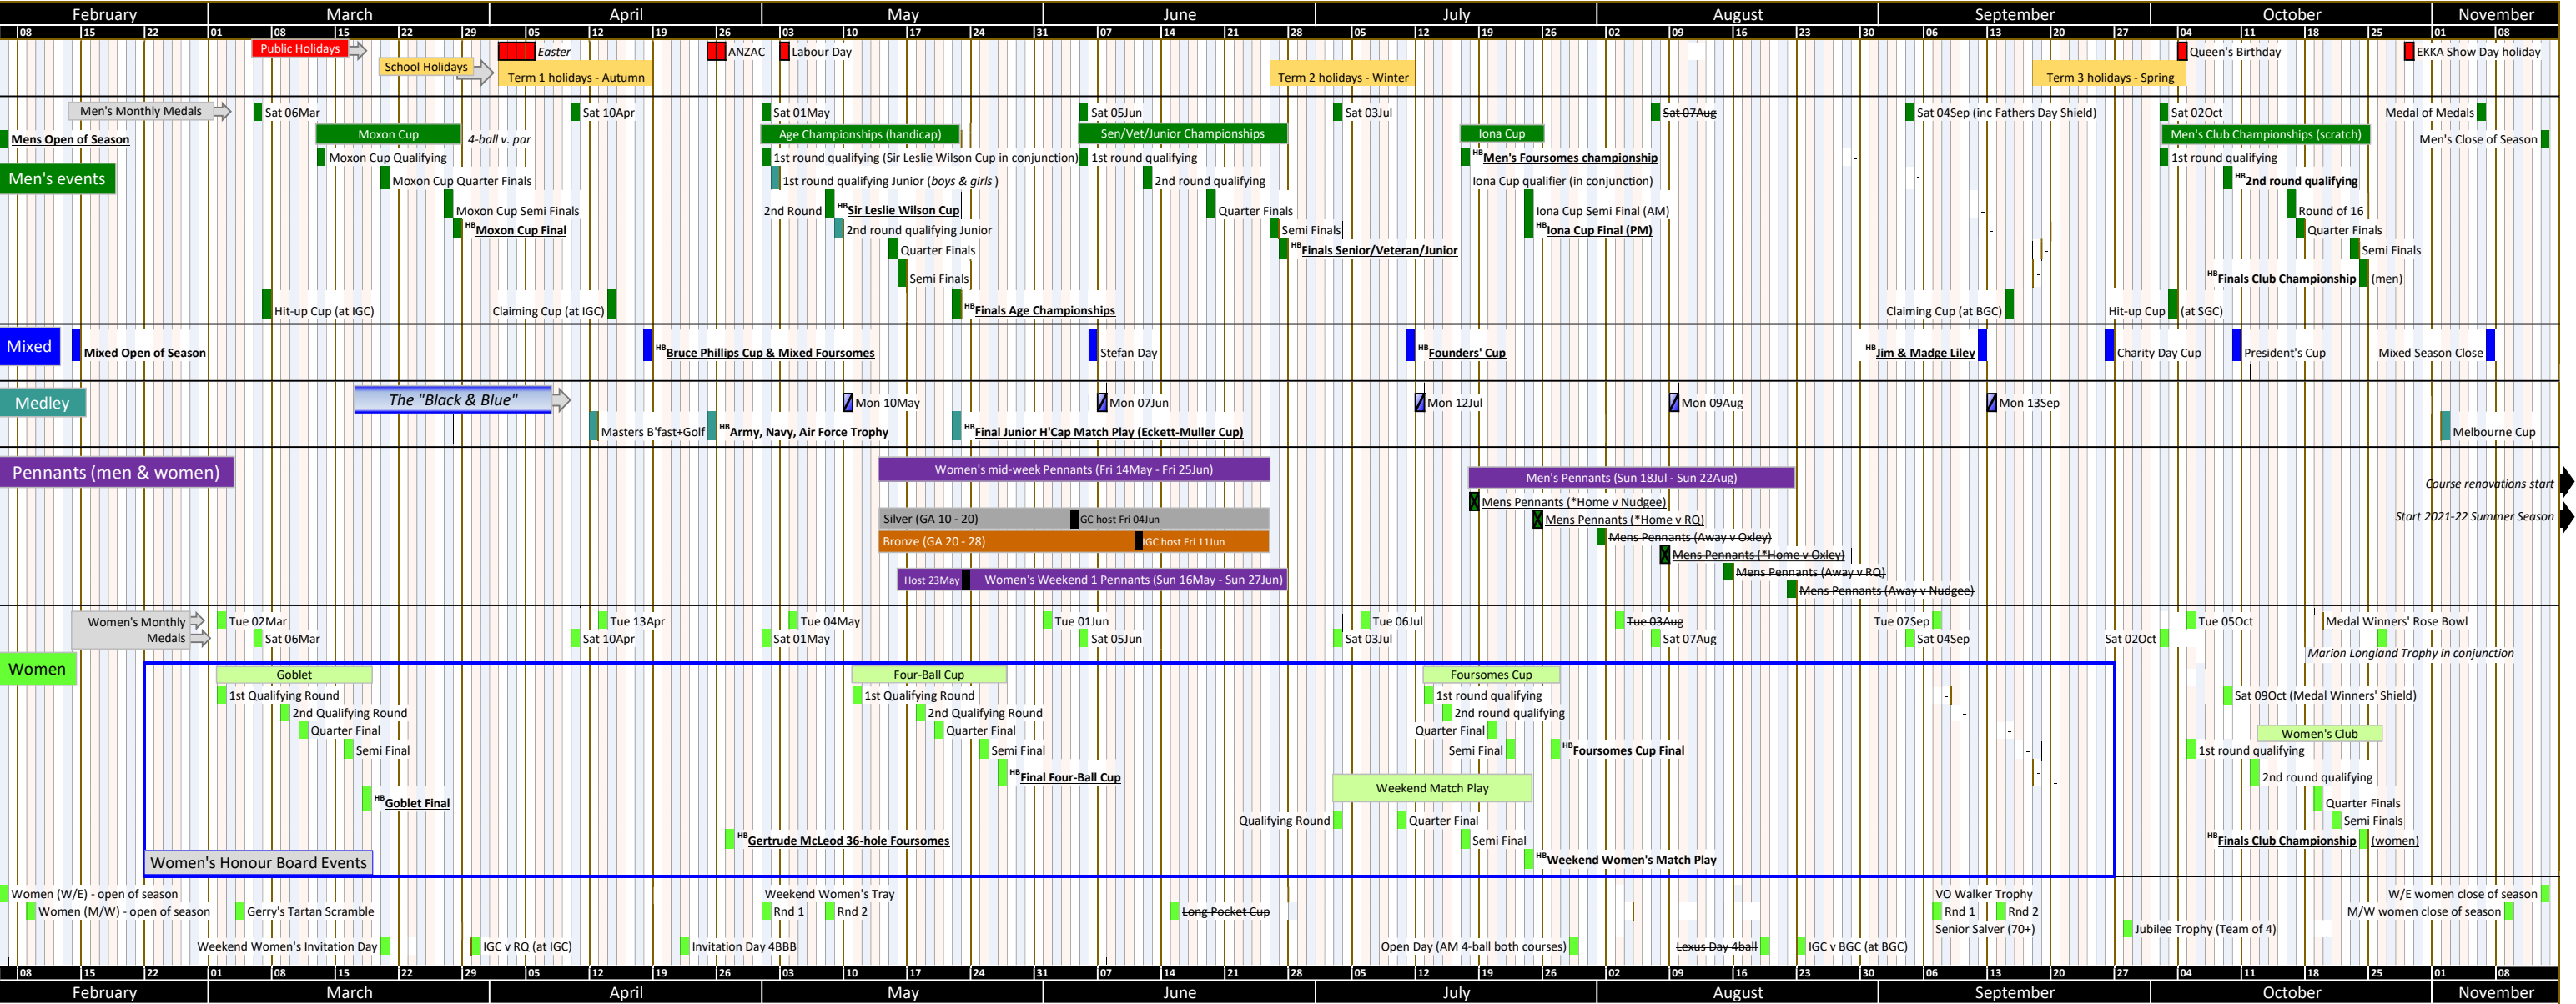 February March April May June July August September October November
08 15 22 01 08 15 22 29 05 12 19 26 03 10 17 24 31 07 14 21 28 05 12 19 26 02 09 16 23 30 06 13 20 27 04 11 18 25 01 08
Public Holidays Easter ANZAC Labour Day Queen's Birthday EKKA Show Day holiday
School Holidays Term 1 holidays - Autumn Term 2 holidays - Winter Term 3 holidays - Spring
Men's Monthly Medals Sat 06Mar Sat 10Apr Sat 01May Sat 05Jun Sat 03Jul Sat 07Aug Sat 04Sep (inc Fathers Day Shield) Sat 02Oct Medal of Medals
Mens Open of Season Moxon Cup 4-ball v. par Age Championships (handicap) Sen/Vet/Junior Championships Iona Cup Men's Club Championships (scratch) Men's Close of Season
Moxon Cup Qualifying 1st round qualifying (Sir Leslie Wilson Cup in conjunction) 1st round qualifying HB Men's Foursomes championship 1st round qualifying
Men's events Moxon Cup Quarter Finals 1st round qualifying Junior (boys & girls ) 2nd round qualifying Iona Cup qualifier (in conjunction) HB 2nd round qualifying
Moxon Cup Semi Finals 2nd Round HB Sir Leslie Wilson Cup Quarter Finals Iona Cup Semi Final (AM) Round of 16
HB Moxon Cup Final 2nd round qualifying Junior Semi Finals HB Iona Cup Final (PM) Quarter Finals
Quarter Finals HB Finals Senior/Veteran/Junior Semi Finals
Semi Finals HB Finals Club Championship (men)
Hit-up Cup (at IGC) Claiming Cup (at IGC) HB Finals Age Championships Claiming Cup (at BGC) Hit-up Cup (at SGC)
Mixed Mixed Open of Season HB Bruce Phillips Cup & Mixed Foursomes Stefan Day HB Founders' Cup HB Jim & Madge Liley Charity Day Cup President's Cup Mixed Season Close
Medley The "Black & Blue" Mon 10May Mon 07Jun Mon 12Jul Mon 09Aug Mon 13Sep
Masters B'fast+Golf HB Army, Navy, Air Force Trophy HB Final Junior H'Cap Match Play (Eckett-Muller Cup) Melbourne Cup
Pennants (men & women) Women's mid-week Pennants (Fri 14May - Fri 25Jun) Men's Pennants (Sun 18Jul - Sun 22Aug) Course renovations start
Mens Pennants (*Home v Nudgee)
Silver (GA 10 - 20) IGC host Fri 04Jun Mens Pennants (*Home v RQ) Start 2021-22 Summer Season
Bronze (GA 20 - 28) IGC host Fri 11Jun Mens Pennants (Away v Oxley)
Mens Pennants (*Home v Oxley)
Host 23May Women's Weekend 1 Pennants (Sun 16May - Sun 27Jun) Mens Pennants (Away v RQ)
Mens Pennants (Away v Nudgee)
Women's Monthly Tue 02Mar Tue 13Apr Tue 04May Tue 01Jun Tue 06Jul Tue 03Aug Tue 07Sep Tue 05Oct Medal Winners' Rose Bowl
Medals Sat 06Mar Sat 10Apr Sat 01May Sat 05Jun Sat 03Jul Sat 07Aug Sat 04Sep Sat 02Oct
Marion Longland Trophy in conjunction
Women Goblet Four-Ball Cup Foursomes Cup
1st Qualifying Round 1st Qualifying Round 1st round qualifying Sat 09Oct (Medal Winners' Shield)
2nd Qualifying Round 2nd Qualifying Round 2nd round qualifying
Quarter Final Quarter Final Quarter Final Women's Club
Semi Final Semi Final Semi Final HB Foursomes Cup Final 1st round qualifying
HB Final Four-Ball Cup 2nd round qualifying
Weekend Match Play
HB Goblet Final Quarter Finals
Qualifying Round Quarter Final Semi Finals
HB Gertrude McLeod 36-hole Foursomes Semi Final HB Finals Club Championship (women)
Women's Honour Board Events HB Weekend Women's Match Play
Women (W/E) - open of season Weekend Women's Tray VO Walker Trophy W/E women close of season
Women (M/W) - open of season Gerry's Tartan Scramble Rnd 1 Rnd 2 Long Pocket Cup Rnd 1 Rnd 2 M/W women close of season
Senior Salver (70+) Jubilee Trophy (Team of 4)
Weekend Women's Invitation Day IGC v RQ (at IGC) Invitation Day 4BBB Open Day (AM 4-ball both courses) Lexus Day 4ball IGC v BGC (at BGC)
08 15 22 01 08 15 22 29 05 12 19 26 03 10 17 24 31 07 14 21 28 05 12 19 26 02 09 16 23 30 06 13 20 27 04 11 18 25 01 08
February March April May June July August September October November